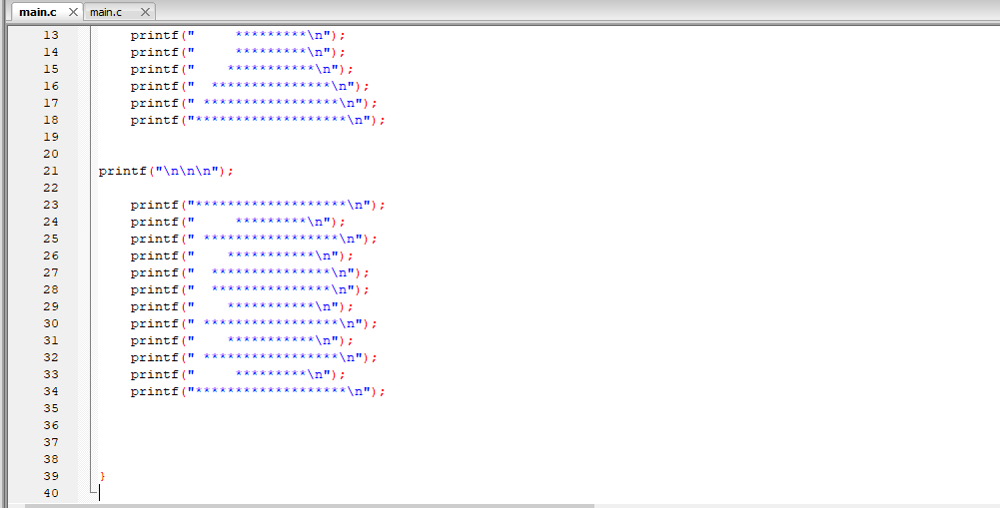 main.c X main.c X
13     printf("     *********\n");
14     printf("     *********\n");
15     printf("    ***********\n");
16     printf("  ***************\n");
17     printf(" *****************\n");
18     printf("*******************\n");
19
20
21 printf("\n\n\n");
22
23     printf("*******************\n");
24     printf("     *********\n");
25     printf(" *****************\n");
26     printf("    ***********\n");
27     printf("  ***************\n");
28     printf("  ***************\n");
29     printf("    ***********\n");
30     printf(" *****************\n");
31     printf("    ***********\n");
32     printf(" *****************\n");
33     printf("     *********\n");
34     printf("*******************\n");
35
36
37
38
39 }
40